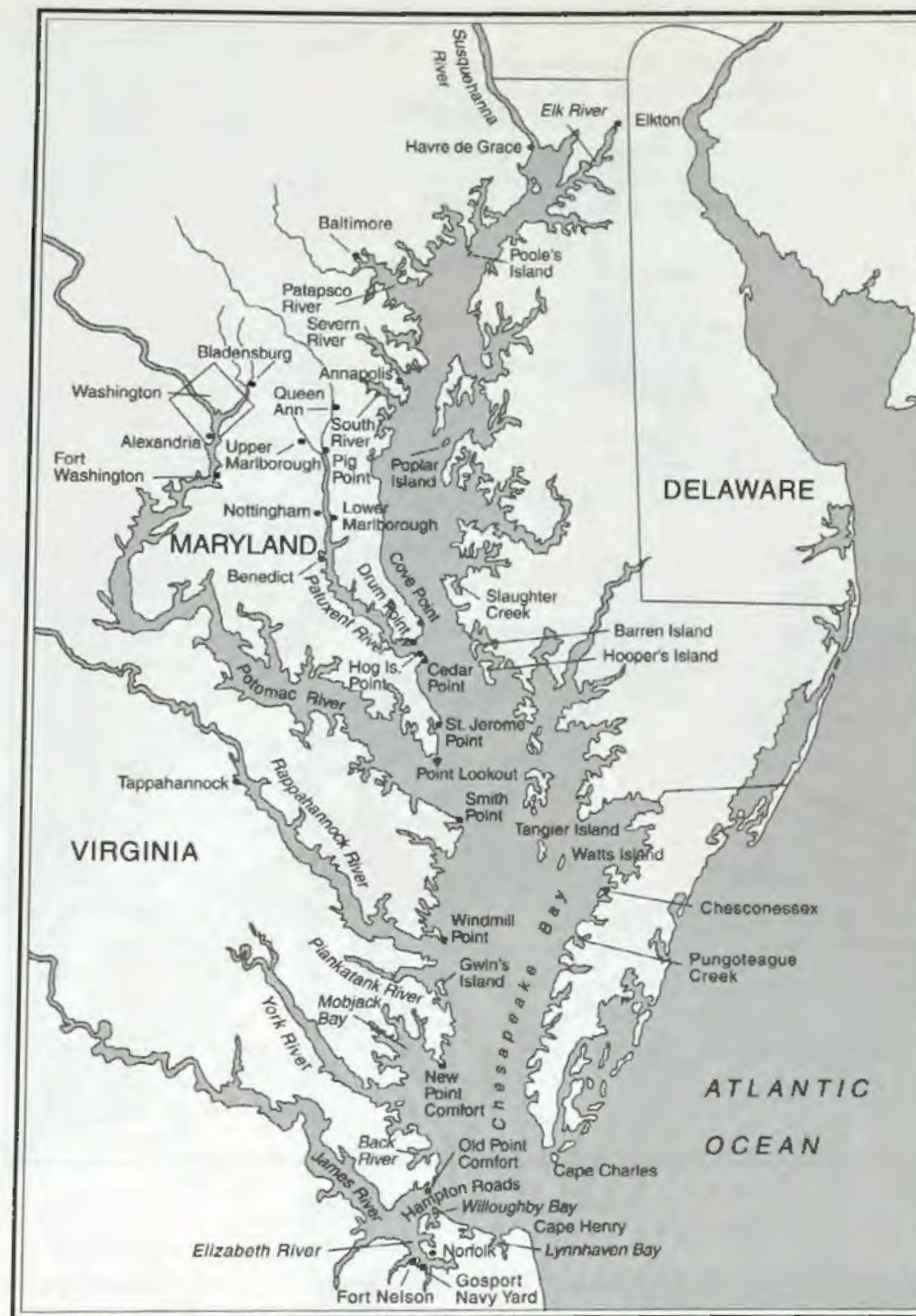 Susquehanna
River
Elk River
Elkton
Havre de Grace
Baltimore
Poole's
Island
Patapsco
River
Severn
River
Bladensburg
Annapolis
Washington
Queen
Ann
South
River
Alexandria
Upper
Marlborough
Pig
Point
Poplar
Island
Fort
Washington
DELAWARE
Nottingham
Lower
Marlborough
MARYLAND
Benedict
Drum Point
Cove Point
Patuxent River
Slaughter
Creek
Barren Island
Hooper's Island
Hog Is.
Point
Cedar
Point
Potomac River
St. Jerome
Point
Point Lookout
Tappahannock
Rappahannock River
Smith
Point
Tangier Island
Watts Island
VIRGINIA
Chesconessex
Windmill
Point
Pungoteague
Creek
Gwin's
Island
Piankatank River
Mobjack
Bay
York River
Chesapeake Bay
New
Point
Comfort
ATLANTIC
OCEAN
Back
River
Old Point
Comfort
Cape Charles
James River
Hampton Roads
Willoughby Bay
Cape Henry
Elizabeth River
Norfolk
Lynnhaven Bay
Fort Nelson
Gosport
Navy Yard